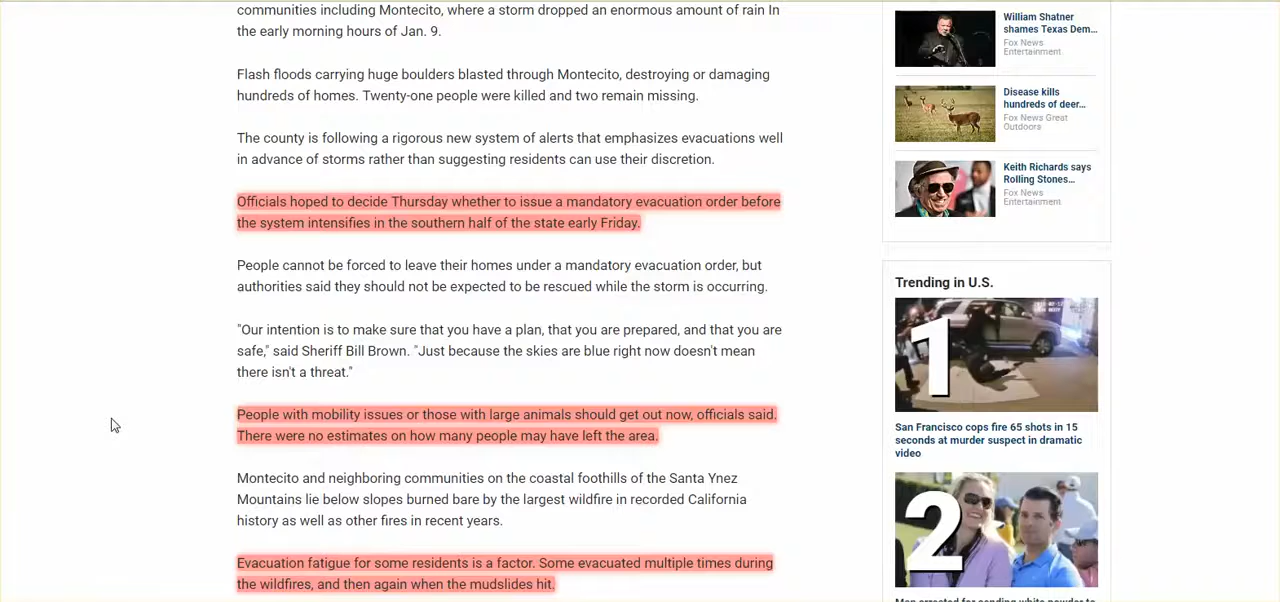 communities including Montecito, where a storm dropped an enormous amount of rain In
the early morning hours of Jan. 9.
Flash floods carrying huge boulders blasted through Montecito, destroying or damaging
hundreds of homes. Twenty-one people were killed and two remain missing.
The county is following a rigorous new system of alerts that emphasizes evacuations well
in advance of storms rather than suggesting residents can use their discretion.
Officials hoped to decide Thursday whether to issue a mandatory evacuation order before
the system intensifies in the southern half of the state early Friday.
People cannot be forced to leave their homes under a mandatory evacuation order, but
authorities said they should not be expected to be rescued while the storm is occurring.
"Our intention is to make sure that you have a plan, that you are prepared, and that you are
safe," said Sheriff Bill Brown. "Just because the skies are blue right now doesn't mean
there isn't a threat."
People with mobility issues or those with large animals should get out now, officials said.
There were no estimates on how many people may have left the area.
Montecito and neighboring communities on the coastal foothills of the Santa Ynez
Mountains lie below slopes burned bare by the largest wildfire in recorded California
history as well as other fires in recent years.
Evacuation fatigue for some residents is a factor. Some evacuated multiple times during
the wildfires, and then again when the mudslides hit.
William Shatner
shames Texas Dem...
Fox News
Entertainment
Disease kills
hundreds of deer...
Fox News Great
Outdoors
Keith Richards says
Rolling Stones...
Fox News
Entertainment
Trending in U.S.
1
San Francisco cops fire 65 shots in 15
seconds at murder suspect in dramatic
video
2
Man arrested for sending white powder to